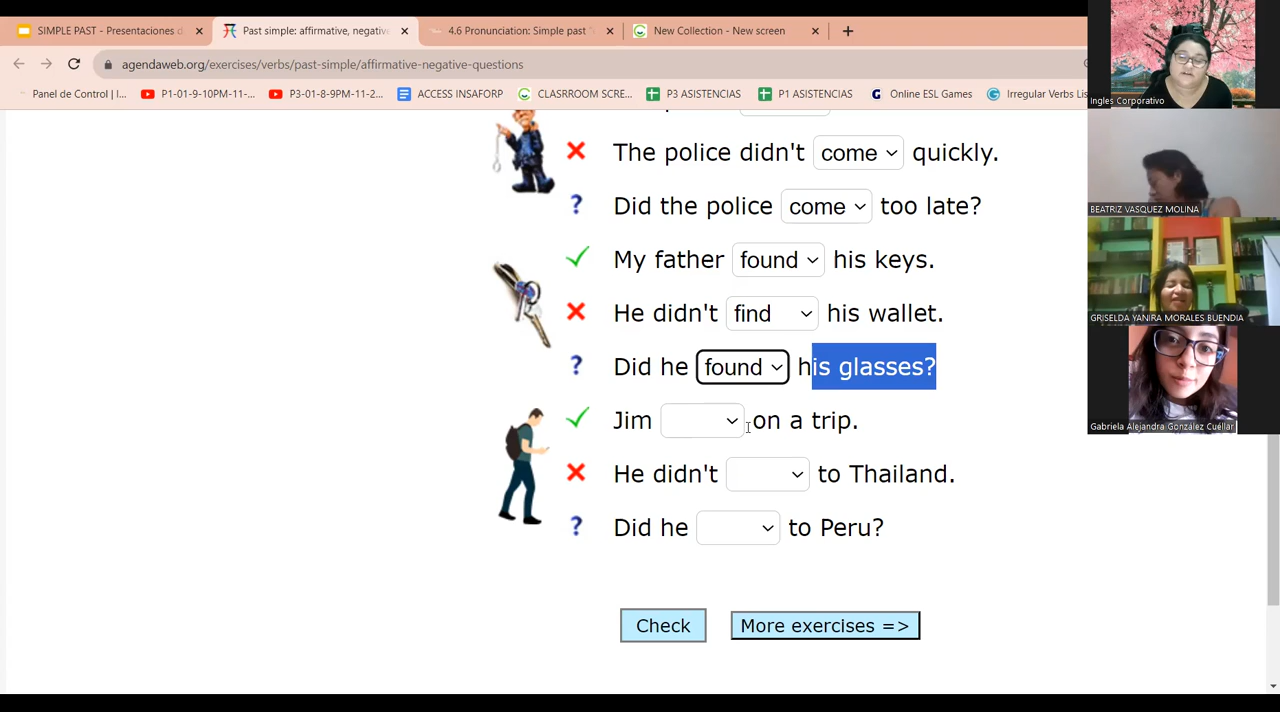 SIMPLE PAST - Presentaciones d
Past simple: affirmative, negative
4.6 Pronunciation: Simple past "
New Collection - New screen
agendaweb.org/exercises/verbs/past-simple/affirmative-negative-questions
Panel de Control | I...
P1-01-9-10PM-11-...
P3-01-8-9PM-11-2...
ACCESS INSAFORP
CLASRROOM SCRE...
P3 ASISTENCIAS
P1 ASISTENCIAS
Online ESL Games
Irregular Verbs Lis
Ingles Corporativo
The police didn't come quickly.
Did the police come too late?
BEATRIZ VASQUEZ MOLINA
My father found his keys.
He didn't find his wallet.
GRISELDA YANIRA MORALES BUENDIA
Did he found his glasses?
Jim on a trip.
Gabriela Alejandra González Cuéllar
He didn't to Thailand.
Did he to Peru?
Check
More exercises =>